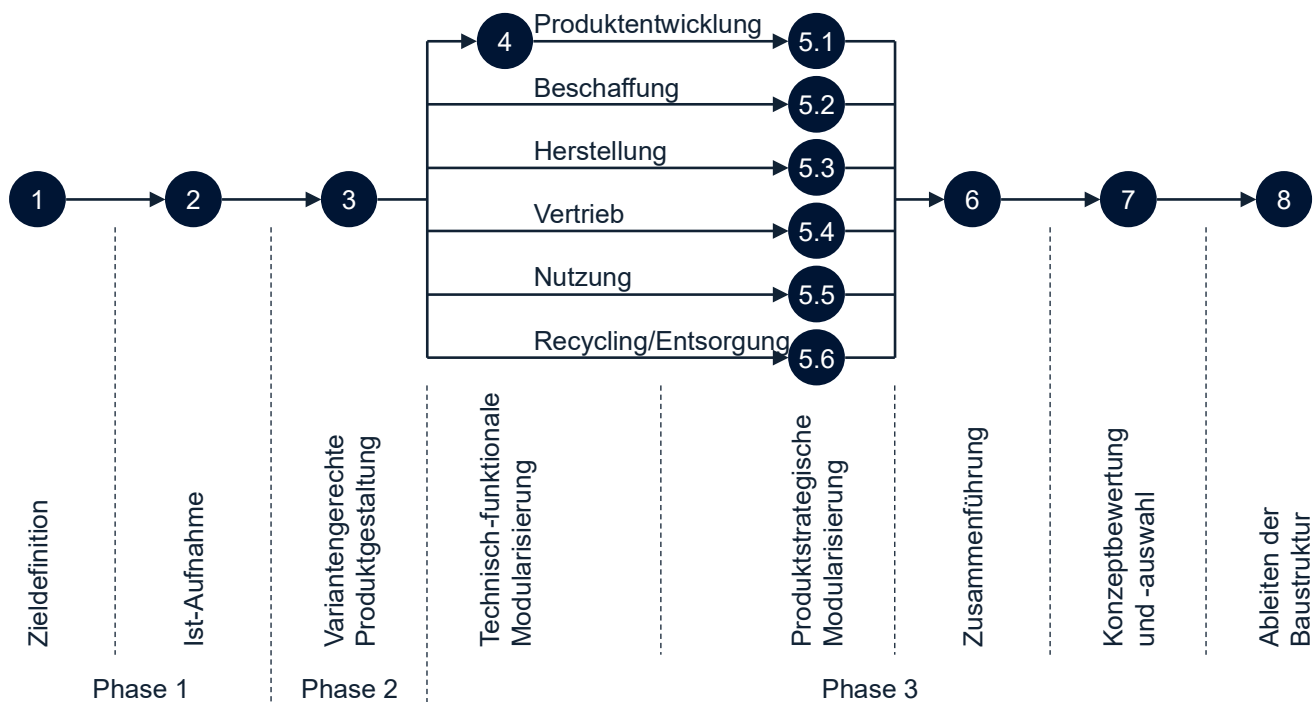 Produktentwicklung
4
5.1
Beschaffung
5.2
Herstellung
5.3
1
2
3
6
7
8
Vertrieb
5.4
Nutzung
5.5
Recycling/Entsorgung
5.6
Zieldefinition
Ist-Aufnahme
Variantengerechte
Produktgestaltung
Technisch-funktionale
Modularisierung
Produktstrategische
Modularisierung
Zusammenführung
Konzeptbewertung
und -auswahl
Ableiten der
Baustruktur
Phase 1
Phase 2
Phase 3